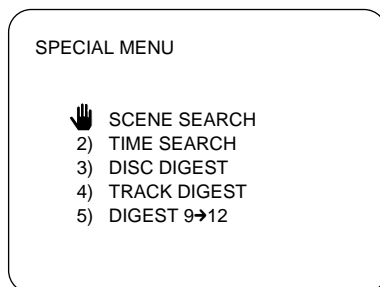 SPECIAL MENU
SCENE SEARCH
2) TIME SEARCH
3) DISC DIGEST
4) TRACK DIGEST
5) DIGEST 9→12